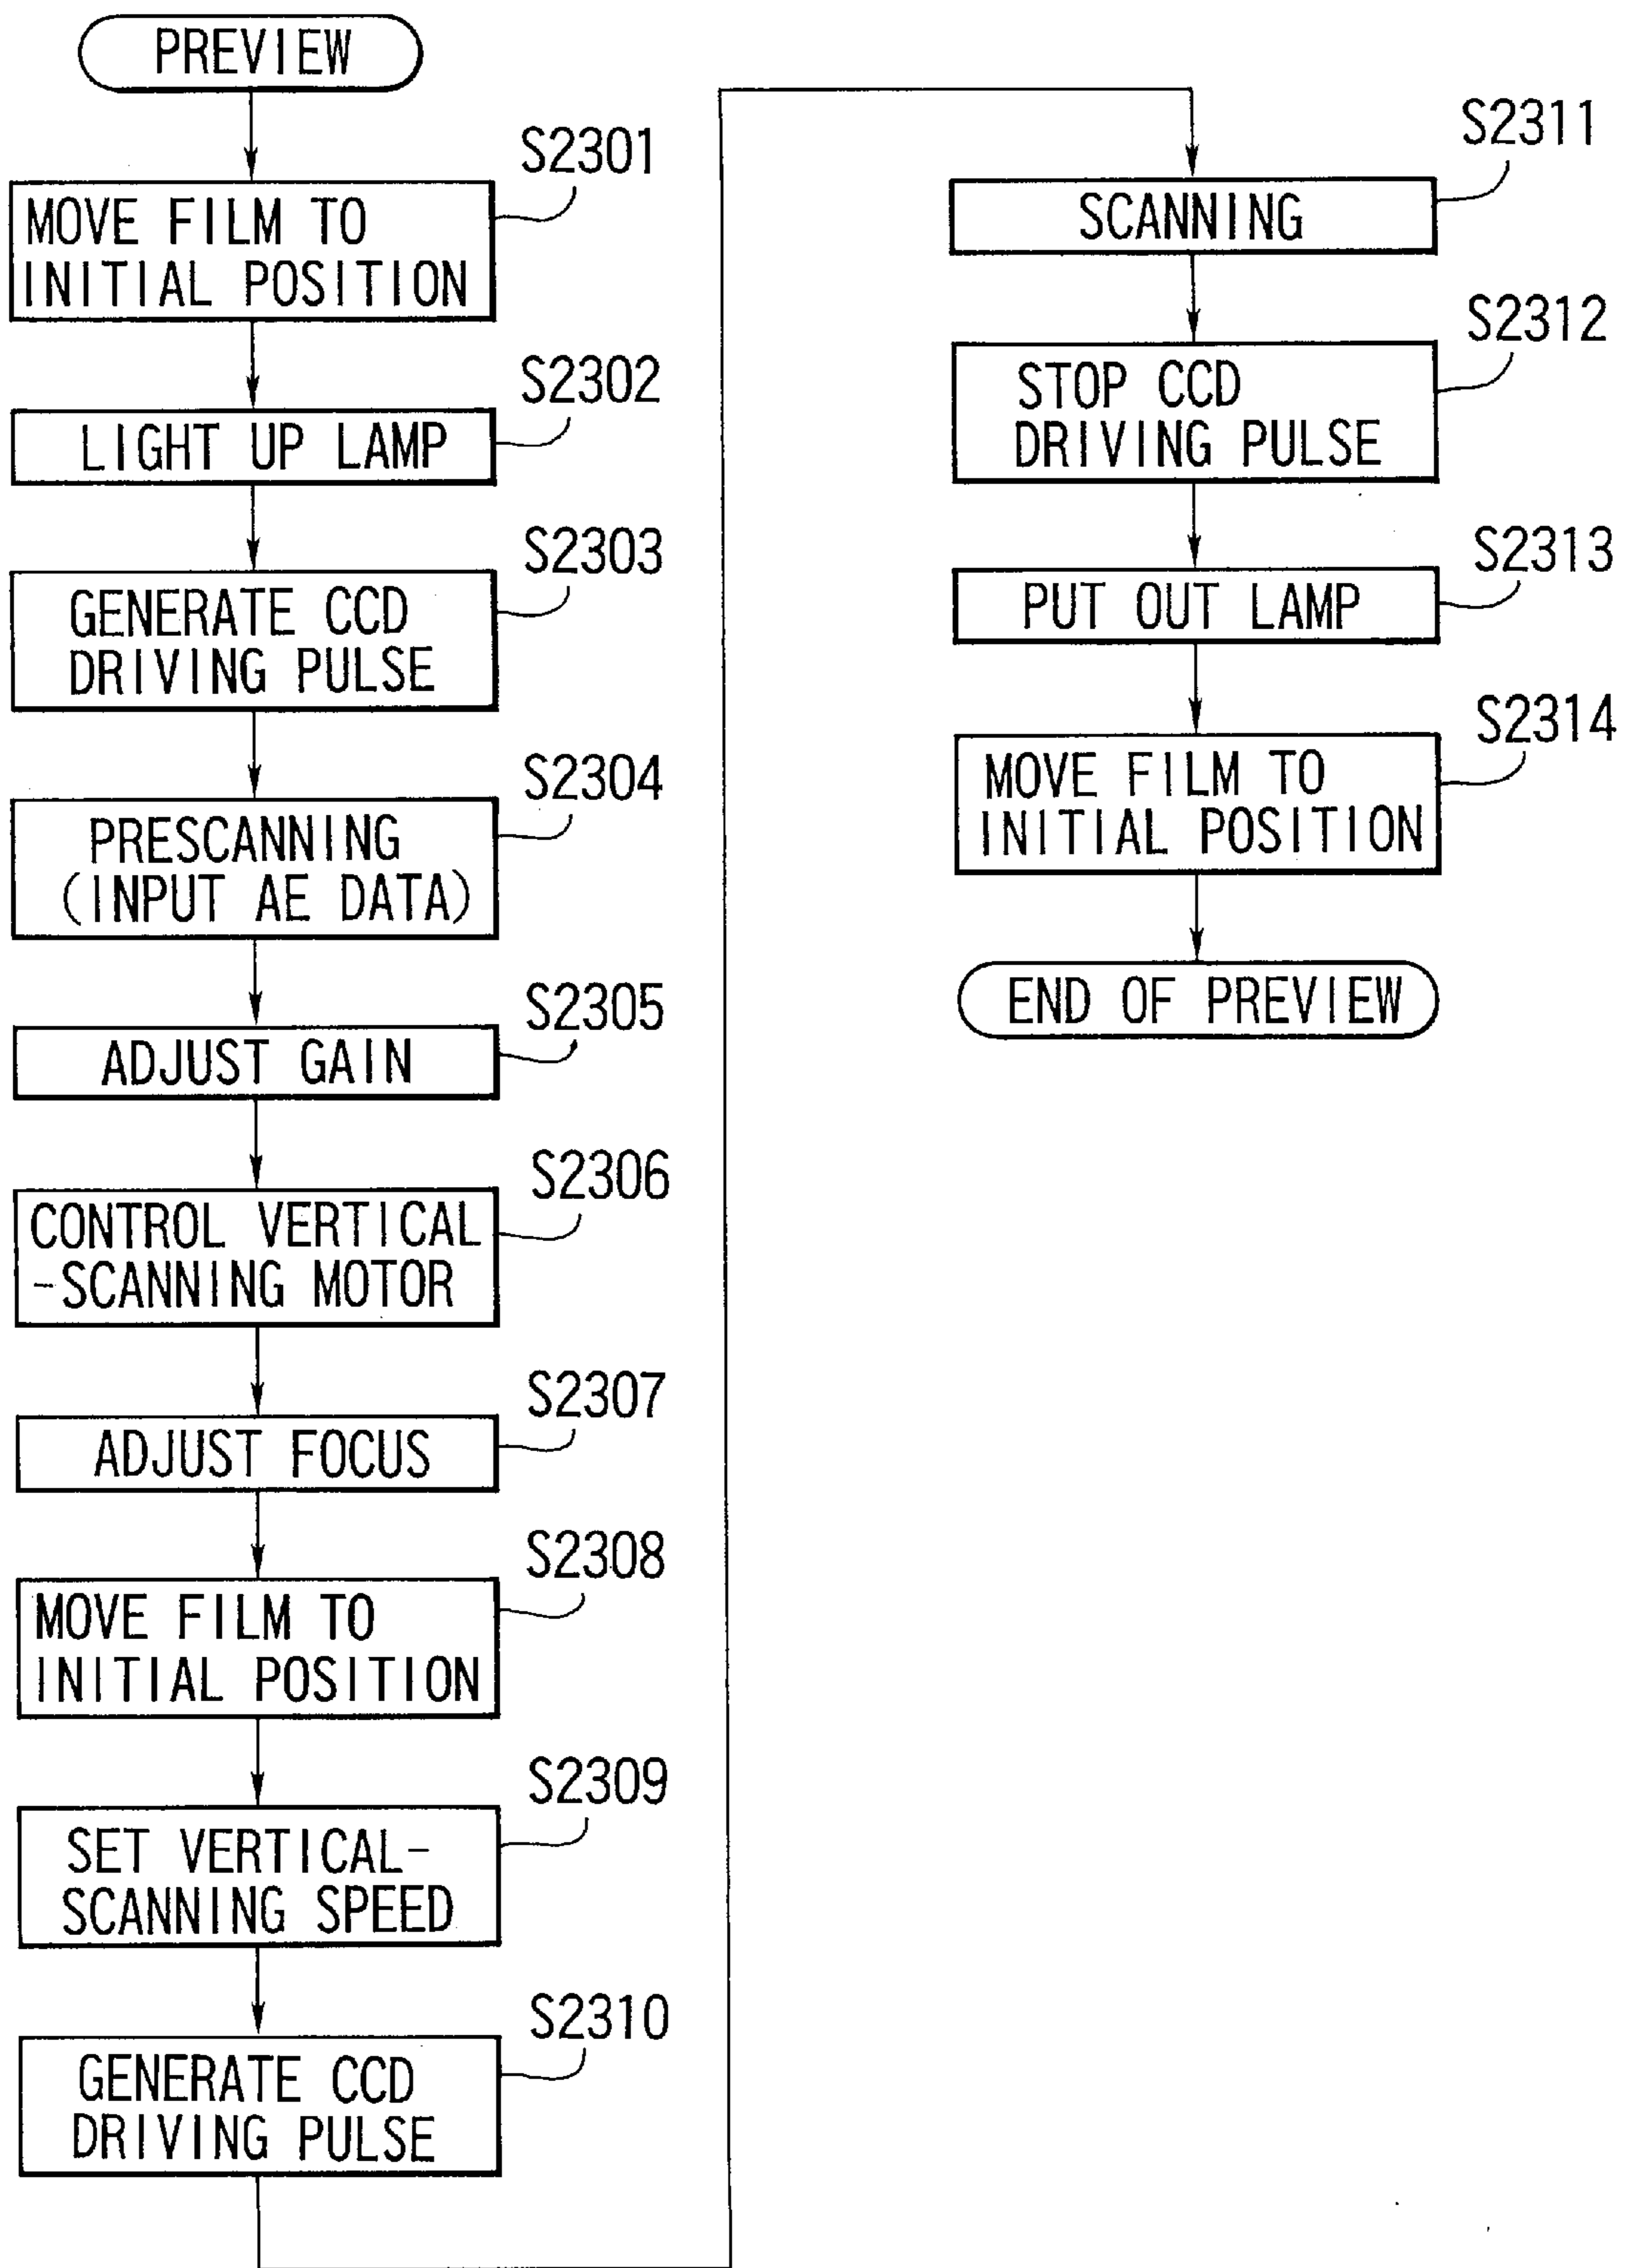 PREVIEW
S2301
MOVE FILM TO
INITIAL POSITION
S2302
LIGHT UP LAMP
S2303
GENERATE CCD
DRIVING PULSE
S2304
PRESCANNING
(INPUT AE DATA)
S2305
ADJUST GAIN
S2306
CONTROL VERTICAL
-SCANNING MOTOR
S2307
ADJUST FOCUS
S2308
MOVE FILM TO
INITIAL POSITION
S2309
SET VERTICAL-
SCANNING SPEED
S2310
GENERATE CCD
DRIVING PULSE
S2311
SCANNING
S2312
STOP CCD
DRIVING PULSE
S2313
PUT OUT LAMP
S2314
MOVE FILM TO
INITIAL POSITION
END OF PREVIEW